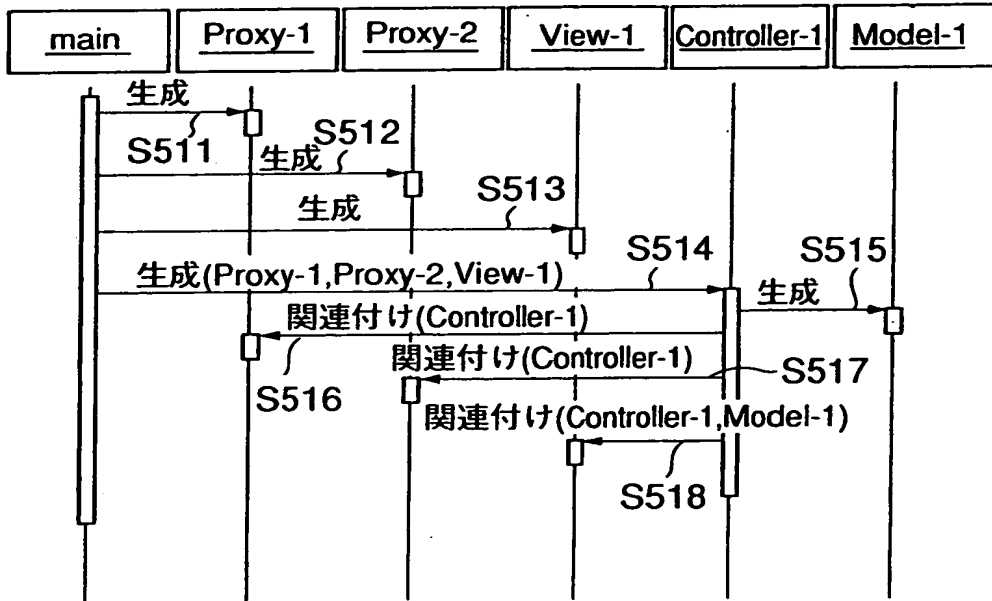 main
Proxy-1
Proxy-2
View-1
Controller-1
Model-1
生成
S511
S512
生成
S513
生成
S514
生成(Proxy-1,Proxy-2,View-1)
S515
生成
関連付け(Controller-1)
S516
関連付け(Controller-1)
S517
関連付け(Controller-1,Model-1)
S518